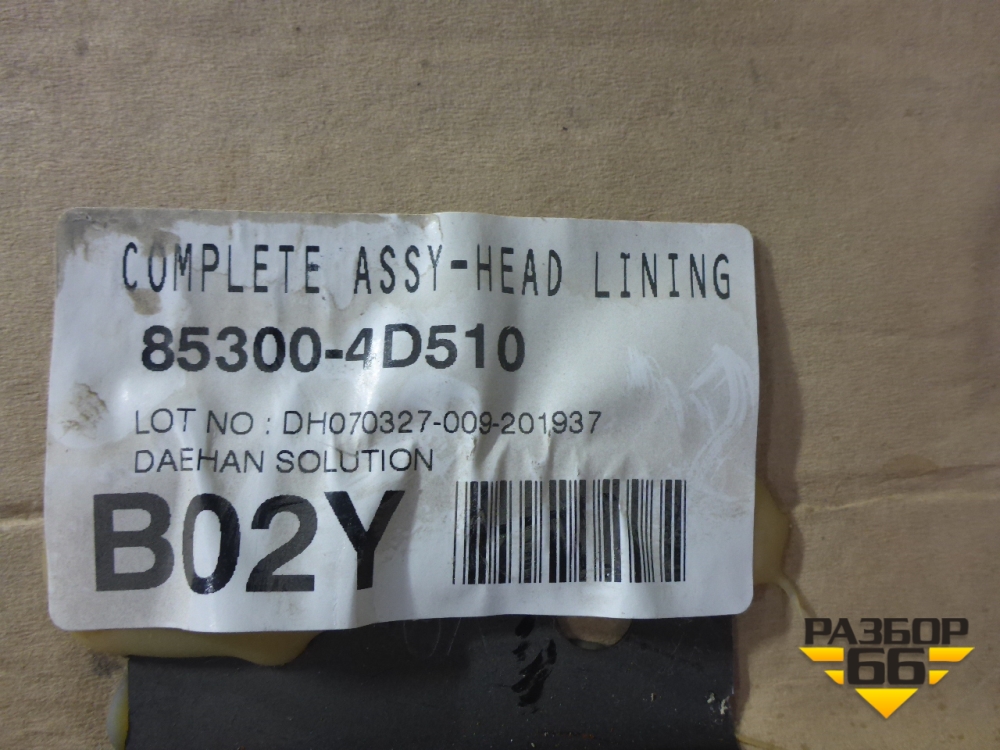 COMPLETE ASSY-HEAD LINING
85300-4D510
LOT NO : DH070327-009-201937
DAEHAN SOLUTION
B02Y
РАЗБОР
66